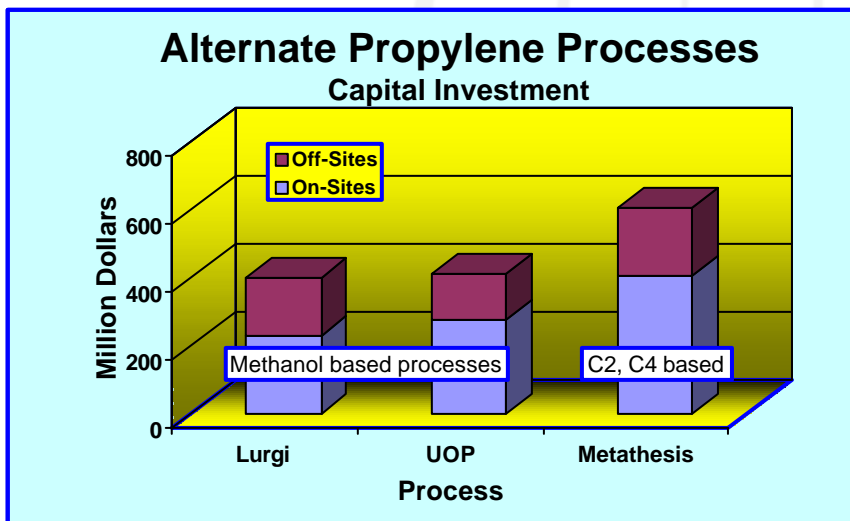 Alternate Propylene Processes
Capital Investment
800
600
400
200
0
Million Dollars
Off-Sites
On-Sites
Methanol based processes
C2, C4 based
Lurgi
UOP
Metathesis
Process